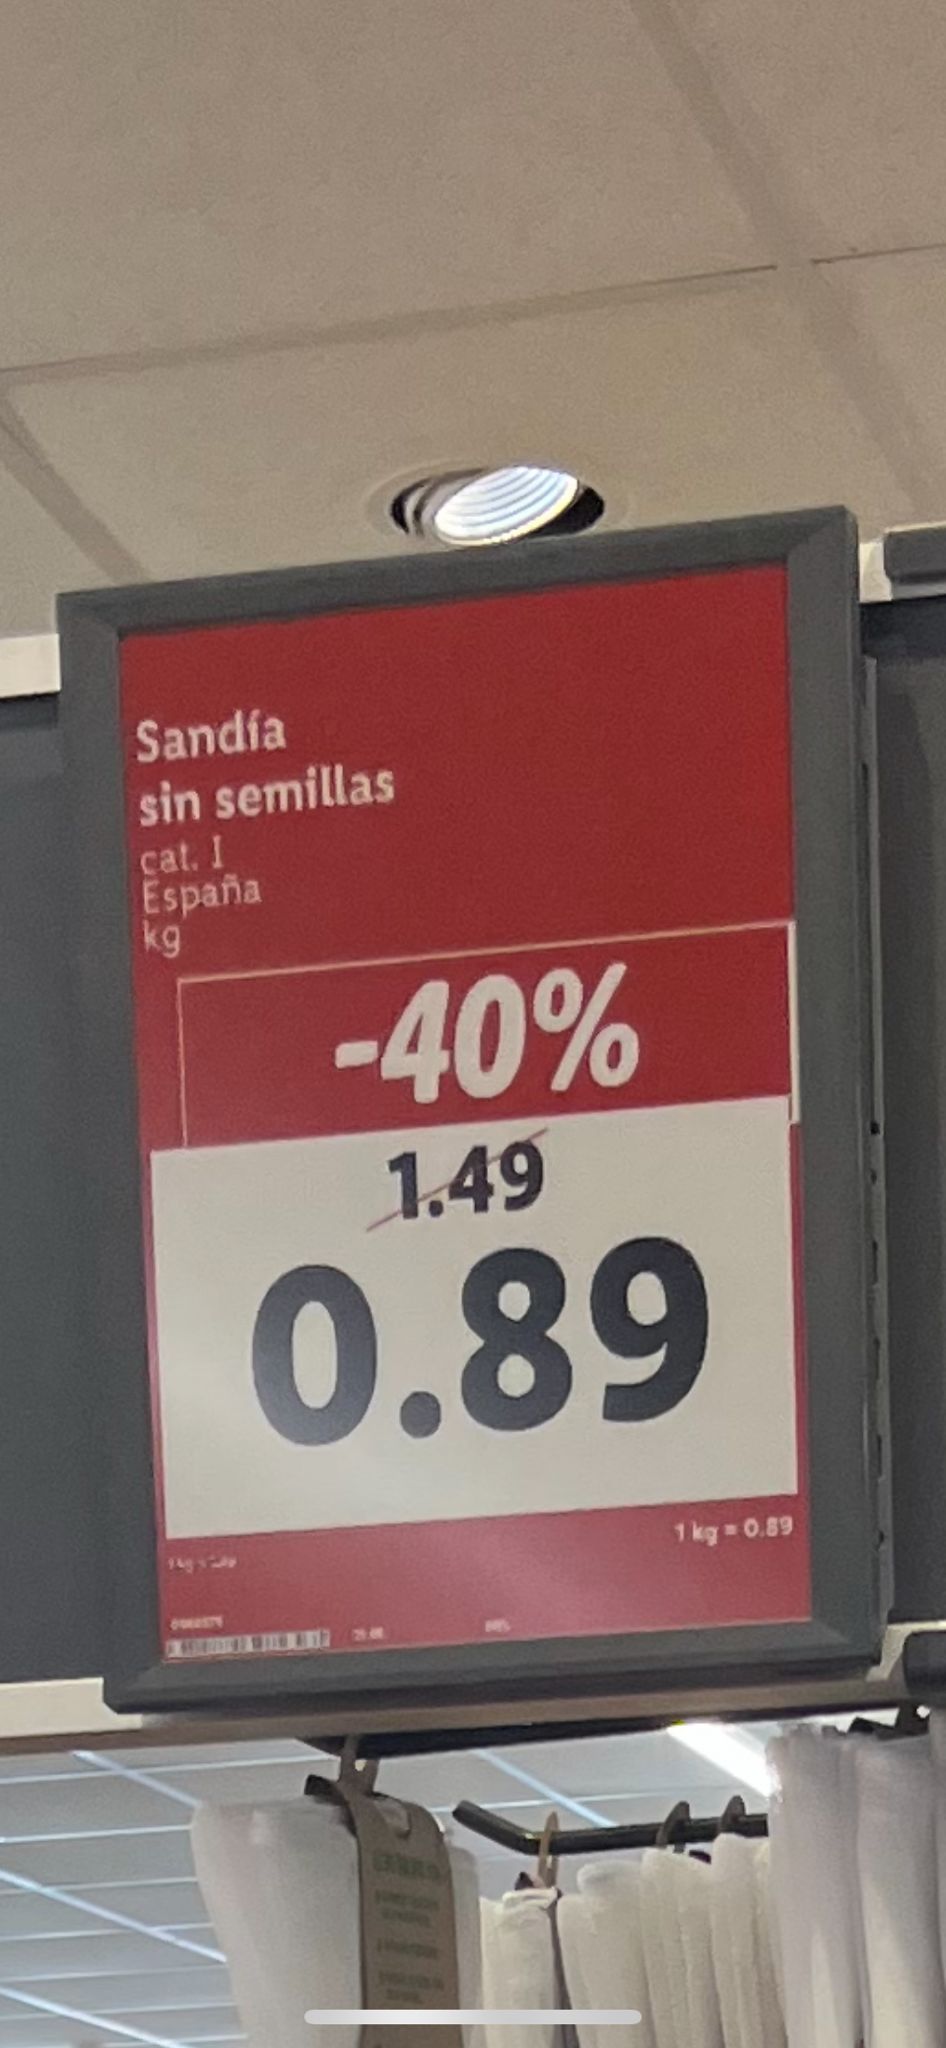 Sandía
sin semillas
cat. I
España
kg
-40%
1.49
0.89
1 kg = 0.89